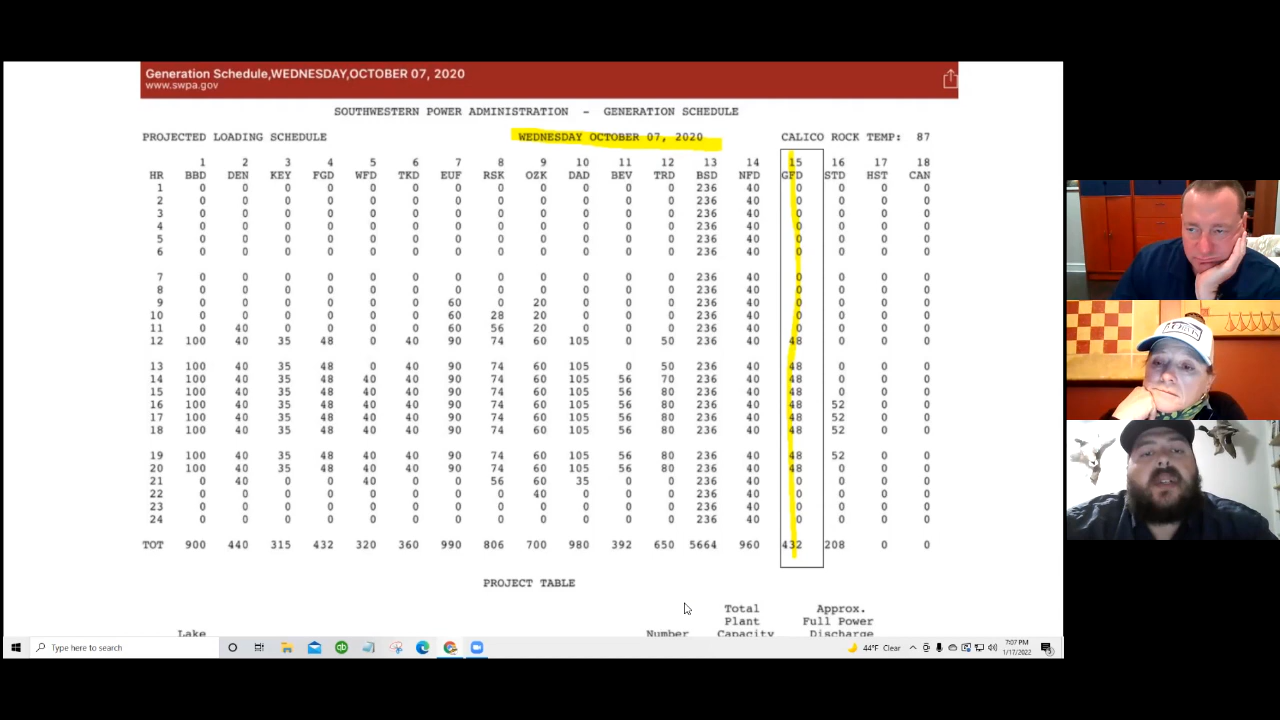 Generation Schedule,WEDNESDAY,OCTOBER 07, 2020
www.swpa.gov
SOUTHWESTERN POWER ADMINISTRATION - GENERATION SCHEDULE
PROJECTED LOADING SCHEDULE WEDNESDAY OCTOBER 07, 2020 CALICO ROCK TEMP: 87
1 2 3 4 5 6 7 8 9 10 11 12 13 14 15 16 17 18
HR BBD DEN KEY FGD WFD TKD EUF RSK OZK DAD BEV TRD BSD NFD GFD STD HST CAN
1 0 0 0 0 0 0 0 0 0 0 0 0 236 40 0 0 0 0
2 0 0 0 0 0 0 0 0 0 0 0 0 236 40 0 0 0 0
3 0 0 0 0 0 0 0 0 0 0 0 0 236 40 0 0 0 0
4 0 0 0 0 0 0 0 0 0 0 0 0 236 40 0 0 0 0
5 0 0 0 0 0 0 0 0 0 0 0 0 236 40 0 0 0 0
6 0 0 0 0 0 0 0 0 0 0 0 0 236 40 0 0 0 0
7 0 0 0 0 0 0 0 0 0 0 0 0 236 40 0 0 0 0
8 0 0 0 0 0 0 0 0 0 0 0 0 236 40 0 0 0 0
9 0 0 0 0 0 0 60 0 20 0 0 0 236 40 0 0 0 0
10 0 0 0 0 0 0 60 28 20 0 0 0 236 40 0 0 0 0
11 0 40 0 0 0 0 60 56 20 0 0 0 236 40 0 0 0 0
12 100 40 35 48 0 40 90 74 60 105 0 50 236 40 48 0 0 0
13 100 40 35 48 0 40 90 74 60 105 0 50 236 40 48 0 0 0
14 100 40 35 48 40 40 90 74 60 105 56 70 236 40 48 0 0 0
15 100 40 35 48 40 40 90 74 60 105 56 80 236 40 48 0 0 0
16 100 40 35 48 40 40 90 74 60 105 56 80 236 40 48 52 0 0
17 100 40 35 48 40 40 90 74 60 105 56 80 236 40 48 52 0 0
18 100 40 35 48 40 40 90 74 60 105 56 80 236 40 48 52 0 0
19 100 40 35 48 40 40 90 74 60 105 56 80 236 40 48 52 0 0
20 100 40 35 48 40 40 90 74 60 105 56 80 236 40 48 0 0 0
21 0 40 0 0 40 0 0 56 60 35 0 0 236 40 0 0 0 0
22 0 0 0 0 0 0 0 0 40 0 0 0 236 40 0 0 0 0
23 0 0 0 0 0 0 0 0 0 0 0 0 236 40 0 0 0 0
24 0 0 0 0 0 0 0 0 0 0 0 0 236 40 0 0 0 0
TOT 900 440 315 432 320 360 990 806 700 980 392 650 5664 960 432 208 0 0
PROJECT TABLE
Total Approx.
Plant Full Power
Lake Number Capacity Discharge
Type here to search
44°F Clear
7:07 PM
1/17/2022